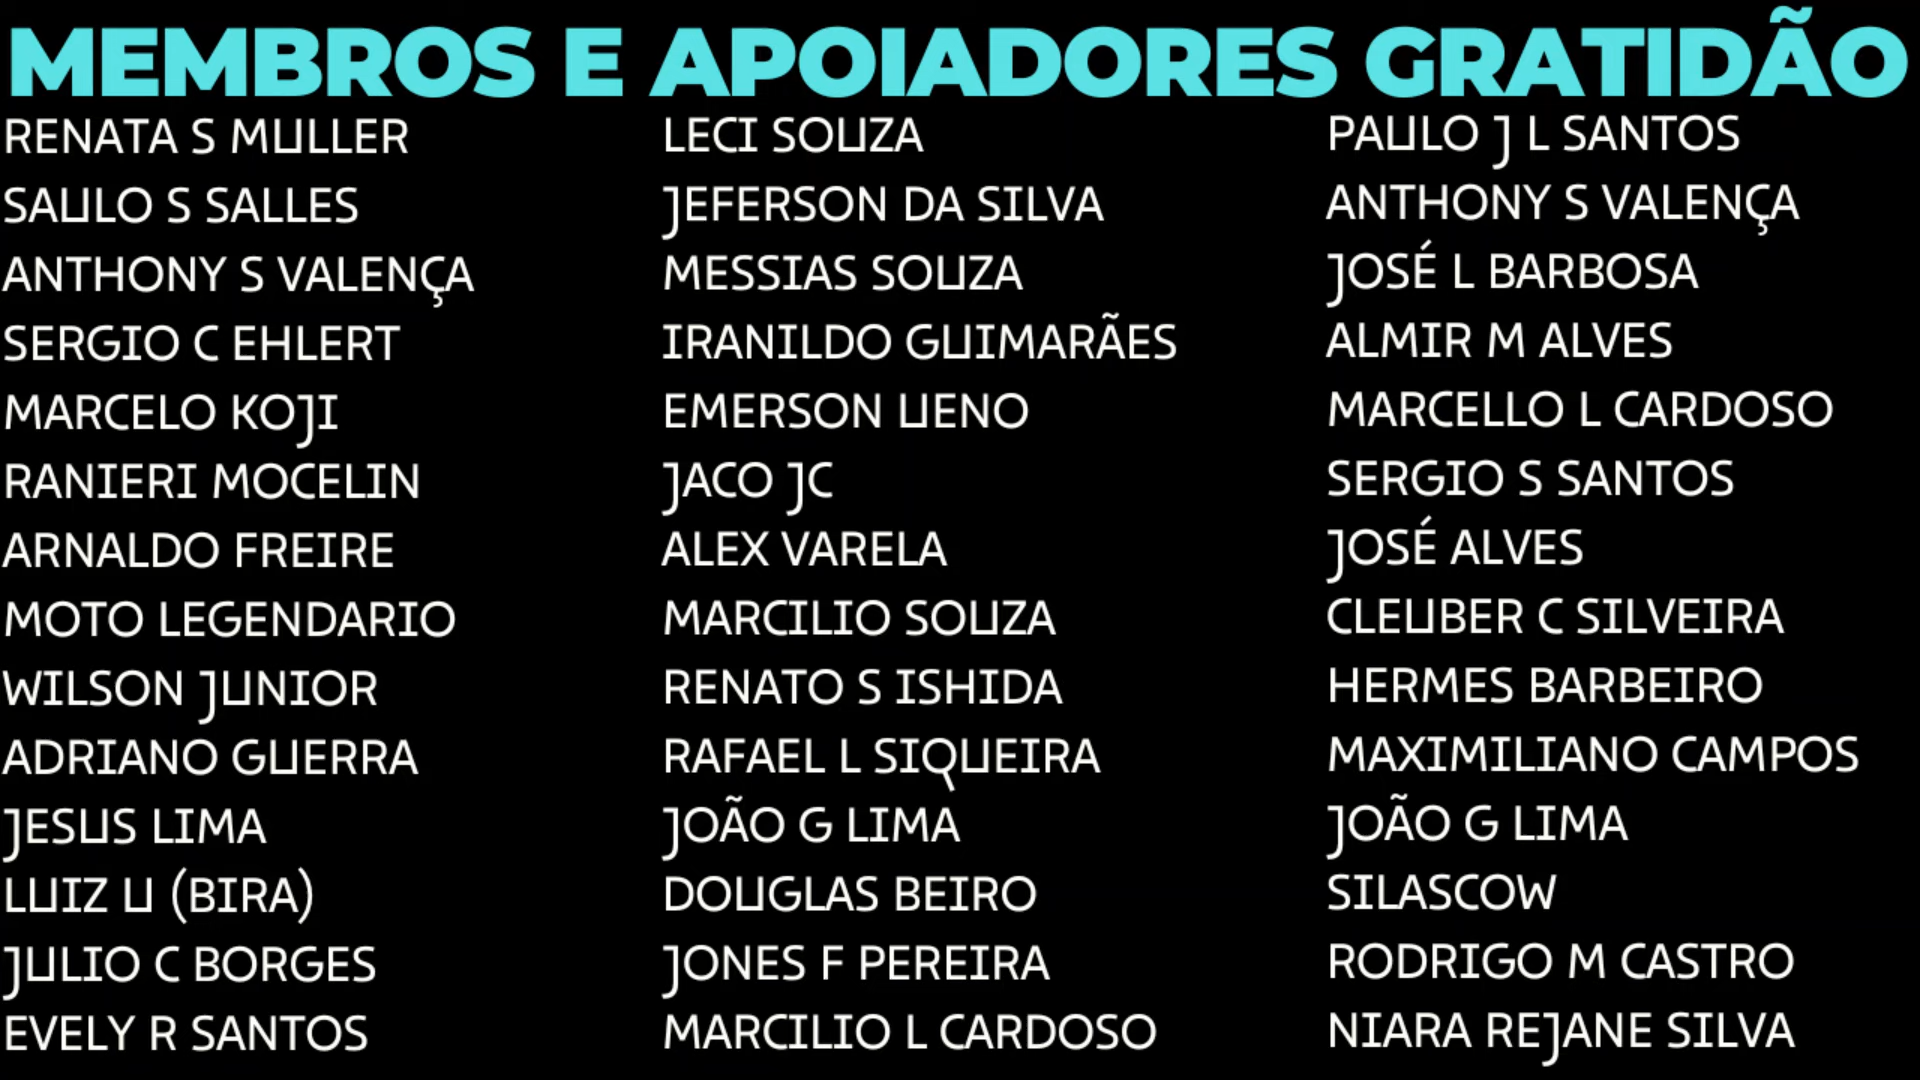 MEMBROS E APOIADORES GRATIDÃO
RENATA S MULLER
SAULO S SALLES
ANTHONY S VALENÇA
SERGIO C EHLERT
MARCELO KOJI
RANIERI MOCELIN
ARNALDO FREIRE
MOTO LEGENDARIO
WILSON JUNIOR
ADRIANO GUERRA
JESUS LIMA
LUIZ U (BIRA)
JULIO C BORGES
EVELY R SANTOS
LECI SOUZA
JEFERSON DA SILVA
MESSIAS SOUZA
IRANILDO GUIMARÃES
EMERSON UENO
JACO JC
ALEX VARELA
MARCILIO SOUZA
RENATO S ISHIDA
RAFAEL L SIQUEIRA
JOÃO G LIMA
DOUGLAS BEIRO
JONES F PEREIRA
MARCILIO L CARDOSO
PAULO J L SANTOS
ANTHONY S VALENÇA
JOSÉ L BARBOSA
ALMIR M ALVES
MARCELLO L CARDOSO
SERGIO S SANTOS
JOSÉ ALVES
CLEUBER C SILVEIRA
HERMES BARBEIRO
MAXIMILIANO CAMPOS
JOÃO G LIMA
SILASCOW
RODRIGO M CASTRO
NIARA REJANE SILVA